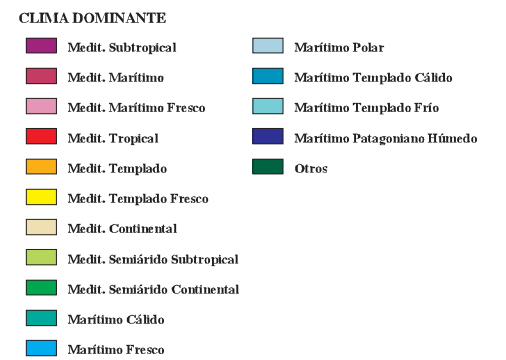 CLIMA DOMINANTE
Medit. Subtropical
Medit. Marítimo
Medit. Marítimo Fresco
Medit. Tropical
Medit. Templado
Medit. Templado Fresco
Medit. Continental
Medit. Semiárido Subtropical
Medit. Semiárido Continental
Marítimo Cálido
Marítimo Fresco
Marítimo Polar
Marítimo Templado Cálido
Marítimo Templado Frío
Marítimo Patagoniano Húmedo
Otros